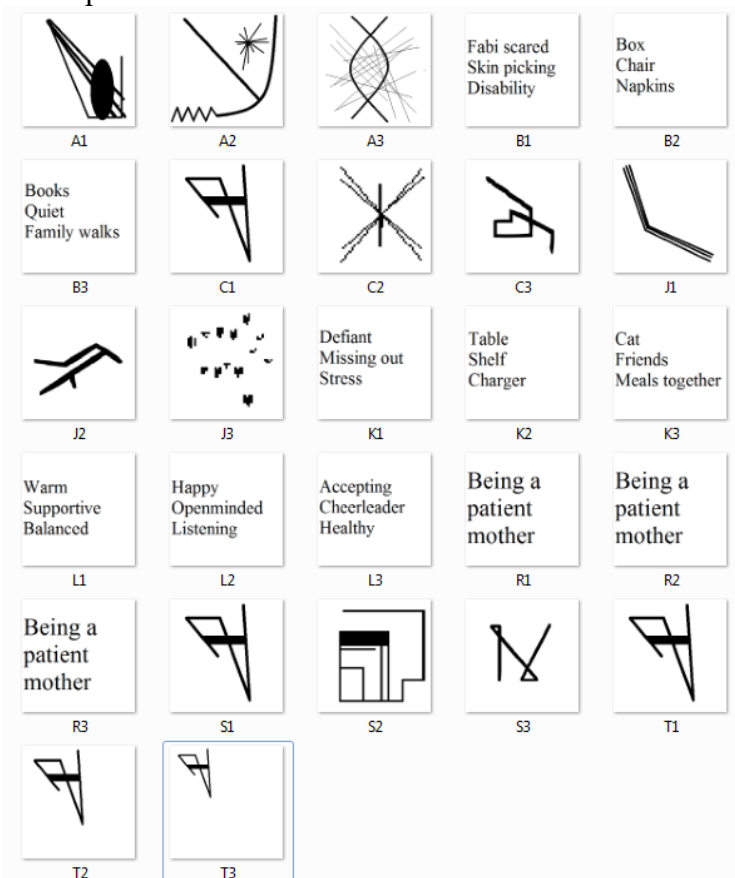 A1
A2
A3
Fabi scared
Skin picking
Disability
B1
Box
Chair
Napkins
B2
Books
Quiet
Family walks
B3
C1
C2
C3
J1
J2
J3
Defiant
Missing out
Stress
K1
Table
Shelf
Charger
K2
Cat
Friends
Meals together
K3
Warm
Supportive
Balanced
L1
Happy
Openminded
Listening
L2
Accepting
Cheerleader
Healthy
L3
Being a
patient
mother
R1
Being a
patient
mother
R2
Being a
patient
mother
R3
S1
S2
S3
T1
T2
T3